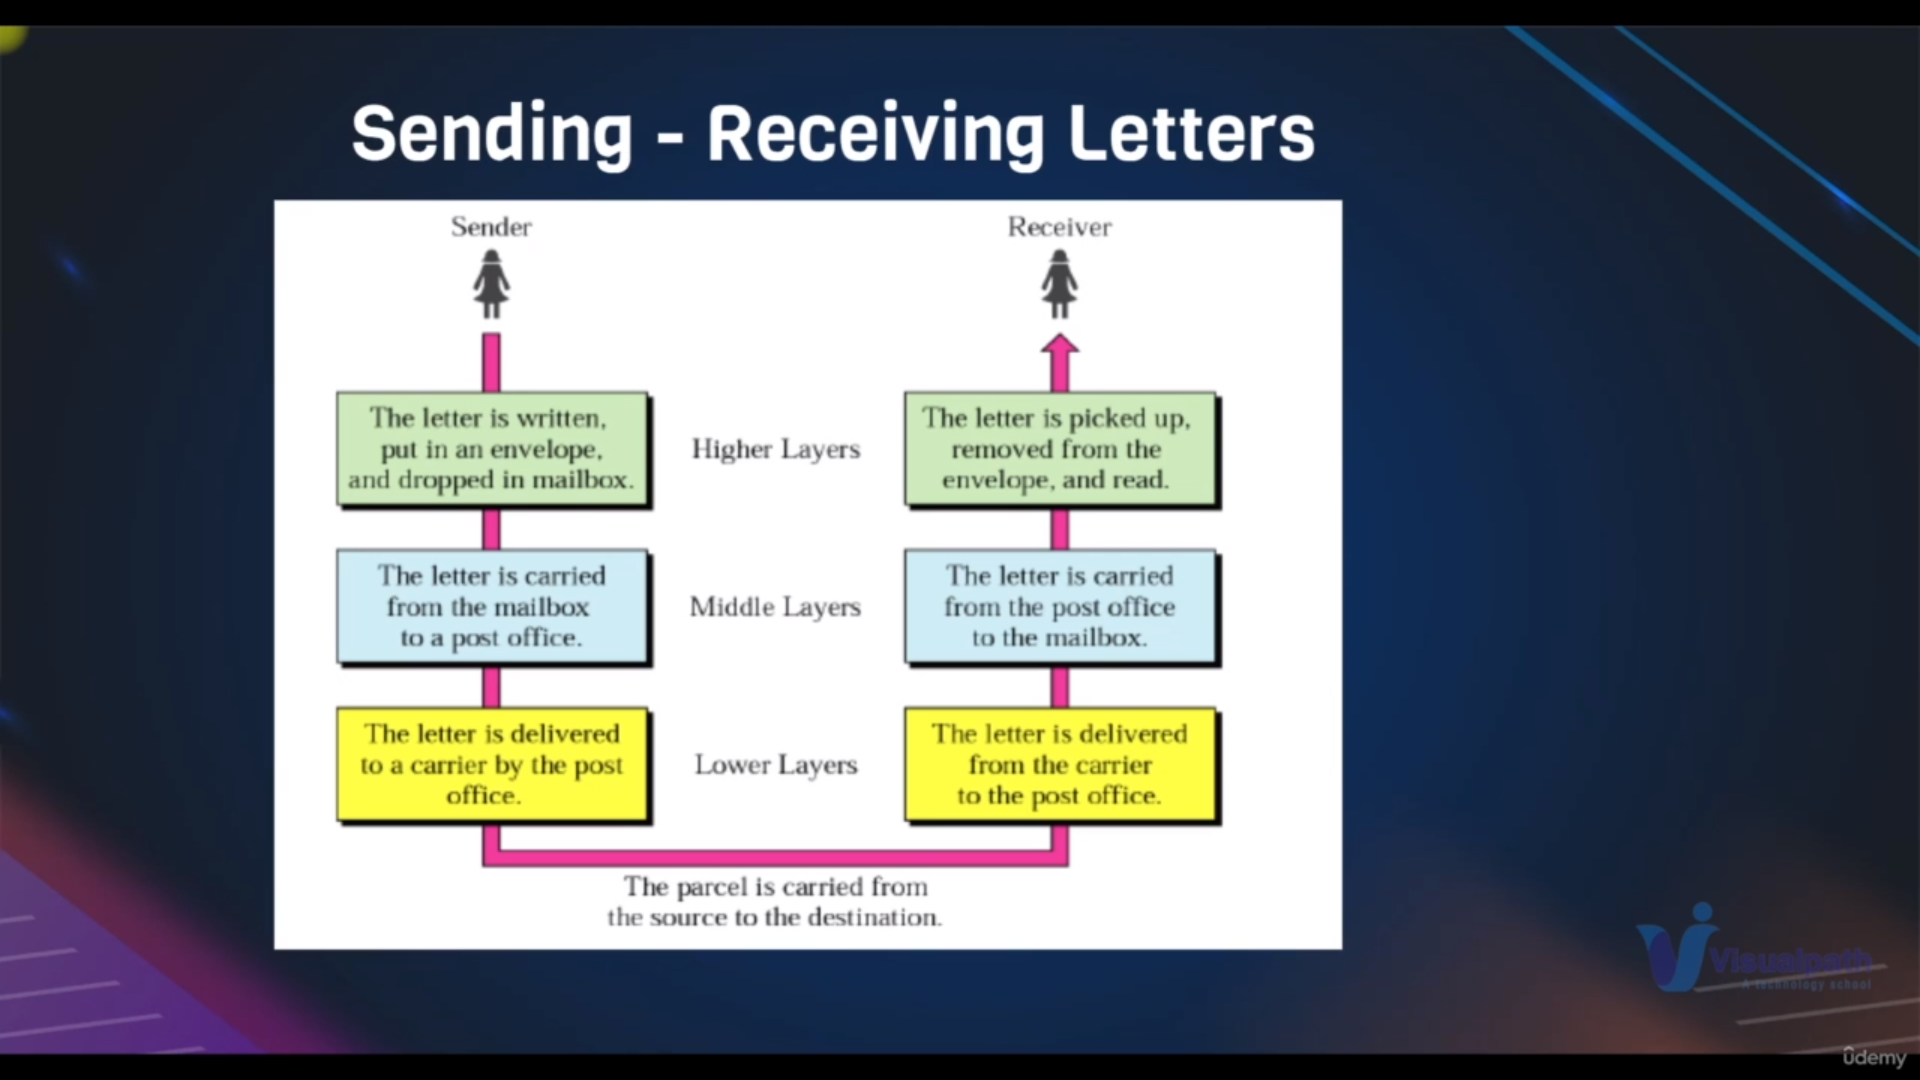 Sending - Receiving Letters
Sender
Receiver
The letter is written,
put in an envelope,
and dropped in mailbox.
Higher Layers
The letter is picked up,
removed from the
envelope, and read.
The letter is carried
from the mailbox
to a post office.
Middle Layers
The letter is carried
from the post office
to the mailbox.
The letter is delivered
to a carrier by the post
office.
Lower Layers
The letter is delivered
from the carrier
to the post office.
The parcel is carried from
the source to the destination.
Visualpath
A technology school
ûdemy